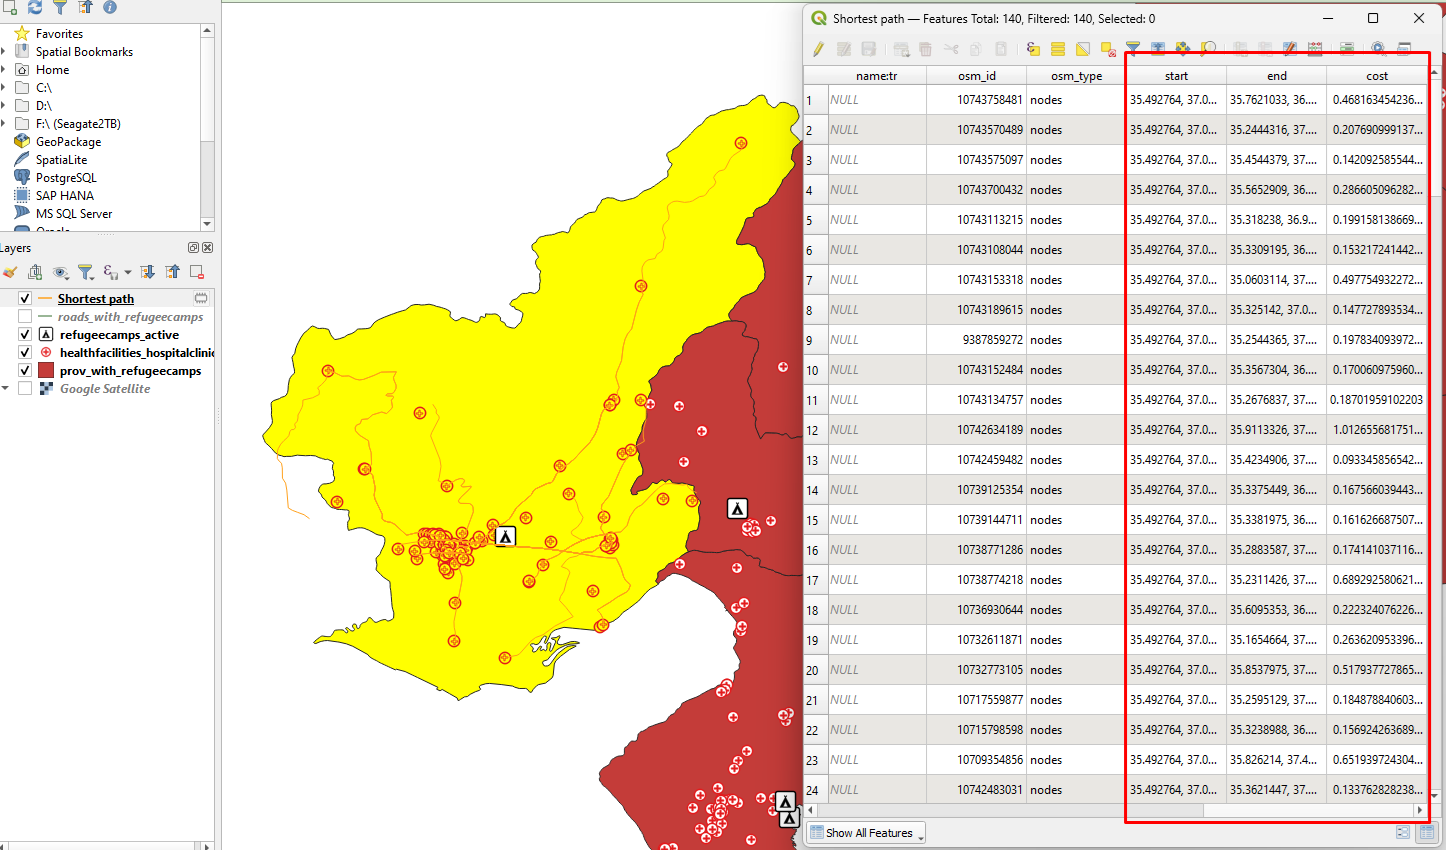 Favorites
Spatial Bookmarks
Home
C:\
D:\
F:\ (Seagate2TB)
GeoPackage
SpatiaLite
PostgreSQL
SAP HANA
MS SQL Server
Layers
Shortest path
roads_with_refugeecamps
refugeecamps_active
healthfacilities_hospitalclinic
prov_with_refugeecamps
Google Satellite
Shortest path — Features Total: 140, Filtered: 140, Selected: 0
name:tr osm_id osm_type start end cost
1 NULL 10743758481 nodes 35.492764, 37.0... 35.7621033, 36.... 0.468163454236...
2 NULL 10743570489 nodes 35.492764, 37.0... 35.2444316, 37.... 0.207690999137...
3 NULL 10743575097 nodes 35.492764, 37.0... 35.4544379, 37.... 0.142092585544...
4 NULL 10743700432 nodes 35.492764, 37.0... 35.5652909, 36.... 0.286605096282...
5 NULL 10743113215 nodes 35.492764, 37.0... 35.318238, 36.9... 0.199158138669...
6 NULL 10743108044 nodes 35.492764, 37.0... 35.3309195, 36.... 0.153217241442...
7 NULL 10743153318 nodes 35.492764, 37.0... 35.0603114, 37.... 0.497754932272...
8 NULL 10743189615 nodes 35.492764, 37.0... 35.325142, 37.0... 0.147727893534...
9 NULL 9387859272 nodes 35.492764, 37.0... 35.2544365, 37.... 0.197834093972...
10 NULL 10743152484 nodes 35.492764, 37.0... 35.3567304, 36.... 0.170060975960...
11 NULL 10743134757 nodes 35.492764, 37.0... 35.2676837, 37.... 0.18701959102203
12 NULL 10742634189 nodes 35.492764, 37.0... 35.9113326, 37.... 1.012655681751...
13 NULL 10742459482 nodes 35.492764, 37.0... 35.4234906, 37.... 0.093345856542...
14 NULL 10739125354 nodes 35.492764, 37.0... 35.3375449, 36.... 0.167566039443...
15 NULL 10739144711 nodes 35.492764, 37.0... 35.3381975, 36.... 0.161626687507...
16 NULL 10738771286 nodes 35.492764, 37.0... 35.2883587, 37.... 0.174141037116...
17 NULL 10738774218 nodes 35.492764, 37.0... 35.2311426, 37.... 0.689292580621...
18 NULL 10736930644 nodes 35.492764, 37.0... 35.6095353, 36.... 0.222324076226...
19 NULL 10732611871 nodes 35.492764, 37.0... 35.1654664, 37.... 0.263620953396...
20 NULL 10732773105 nodes 35.492764, 37.0... 35.8537975, 37.... 0.517937727865...
21 NULL 10717559877 nodes 35.492764, 37.0... 35.2595129, 37.... 0.184878840603...
22 NULL 10715798598 nodes 35.492764, 37.0... 35.3238988, 36.... 0.156924263689...
23 NULL 10709354856 nodes 35.492764, 37.0... 35.826214, 37.4... 0.651939724304...
24 NULL 10742483031 nodes 35.492764, 37.0... 35.3621447, 37.... 0.133762828238...
Show All Features